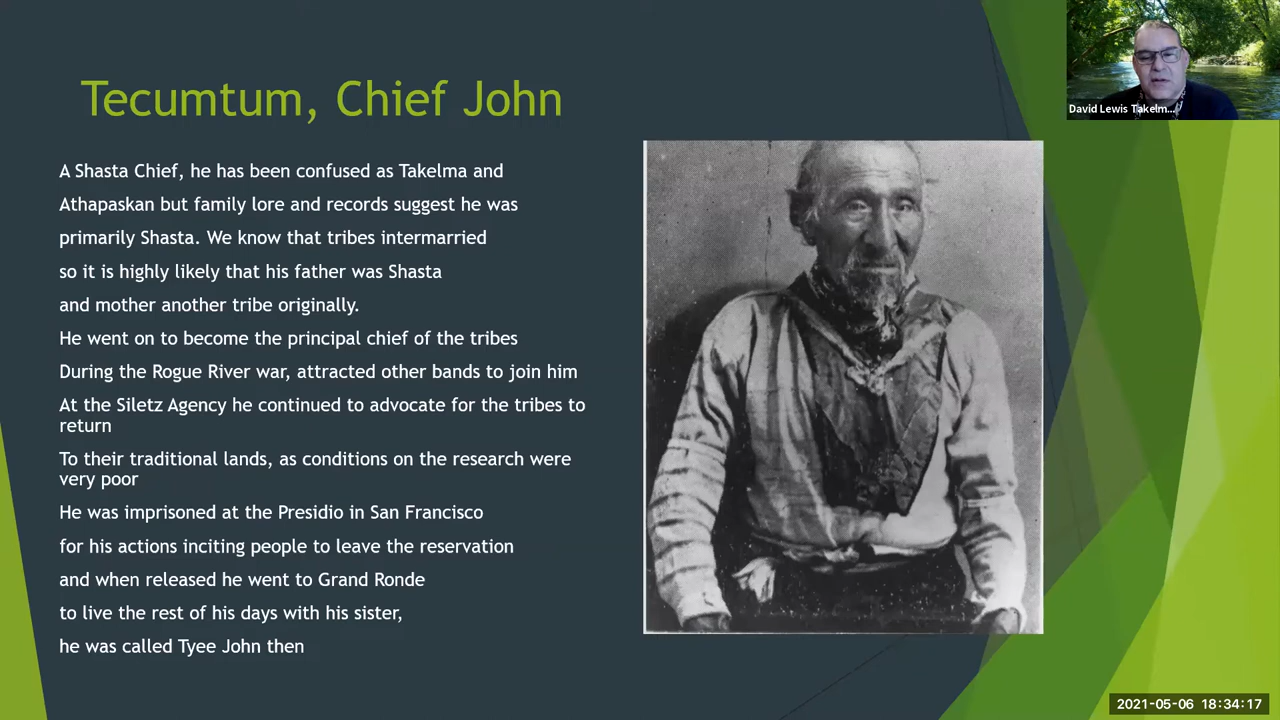 Tecumtum, Chief John
David Lewis Takelm...
A Shasta Chief, he has been confused as Takelma and
Athapaskan but family lore and records suggest he was
primarily Shasta. We know that tribes intermarried
so it is highly likely that his father was Shasta
and mother another tribe originally.
He went on to become the principal chief of the tribes
During the Rogue River war, attracted other bands to join him
At the Siletz Agency he continued to advocate for the tribes to
return
To their traditional lands, as conditions on the research were
very poor
He was imprisoned at the Presidio in San Francisco
for his actions inciting people to leave the reservation
and when released he went to Grand Ronde
to live the rest of his days with his sister,
he was called Tyee John then
2021-05-06 18:34:17